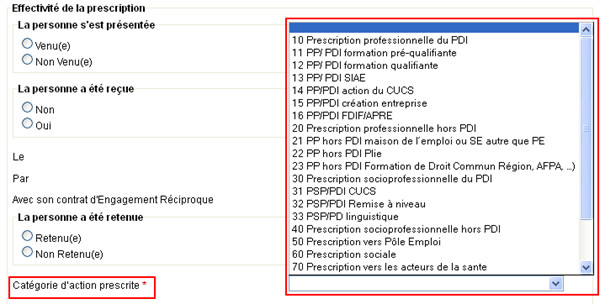 Effectivité de la prescription
La personne s'est présentée
Venu(e)
Non Venu(e)
La personne a été reçue
Non
Oui
Le
Par
Avec son contrat d'Engagement Réciproque
La personne a été retenue
Retenu(e)
Non Retenu(e)
Catégorie d'action prescrite *
10 Prescription professionnelle du PDI
11 PP/ PDI formation pré-qualifiante
12 PP/ PDI formation qualifiante
13 PP/ PDI SIAE
14 PP/PDI action du CUCS
15 PP/PDI création entreprise
16 PP/PDI FDIF/APRE
20 Prescription professionnelle hors PDI
21 PP hors PDI maison de l'emploi ou SE autre que PE
22 PP hors PDI Plie
23 PP hors PDI Formation de Droit Commun Région, AFPA, ...)
30 Prescription socioprofessionnelle du PDI
31 PSP/PDI CUCS
32 PSP/PDI Remise à niveau
33 PSP/PD linguistique
40 Prescription socioprofessionnelle hors PDI
50 Prescription vers Pôle Emploi
60 Prescription sociale
70 Prescription vers les acteurs de la sante